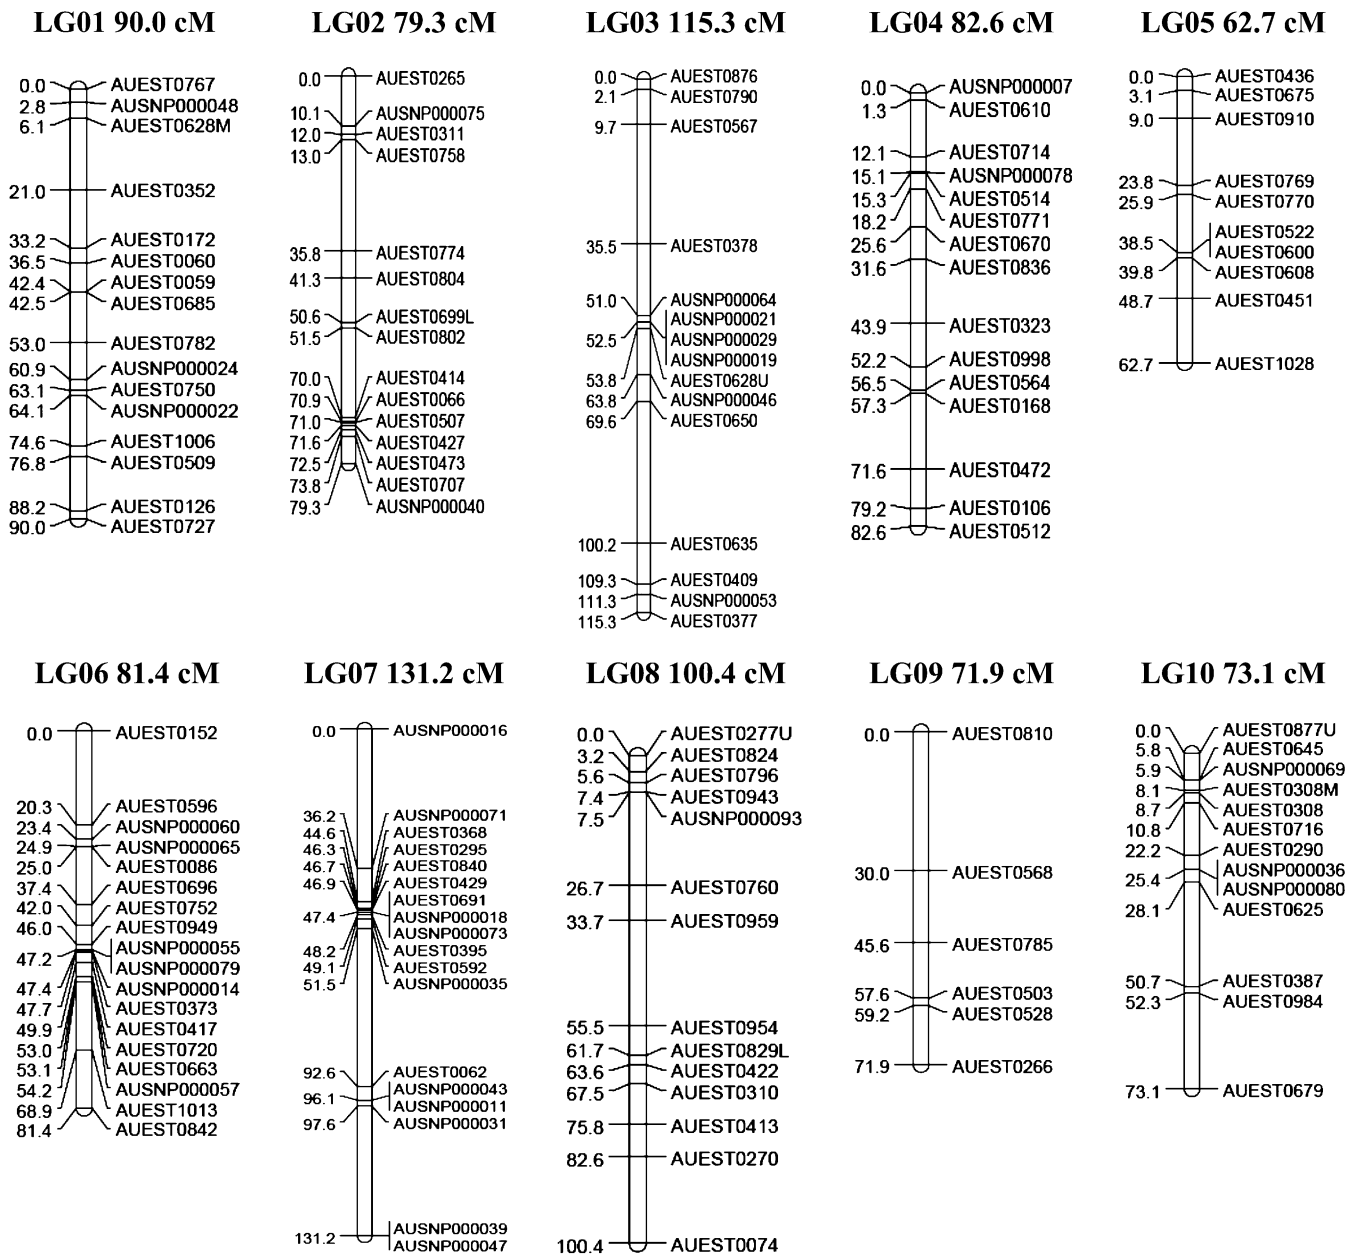 LG01 90.0 cM
0.0 AUEST0767
2.8 AUSNP000048
6.1 AUEST0628M
21.0 AUEST0352
33.2 AUEST0172
36.5 AUEST0060
42.4 AUEST0059
42.5 AUEST0685
53.0 AUEST0782
60.9 AUSNP000024
63.1 AUEST0750
64.1 AUSNP000022
74.6 AUEST1006
76.8 AUEST0509
88.2 AUEST0126
90.0 AUEST0727
LG02 79.3 cM
0.0 AUEST0265
10.1 AUSNP000075
12.0 AUEST0311
13.0 AUEST0758
35.8 AUEST0774
41.3 AUEST0804
50.6 AUEST0699L
51.5 AUEST0802
70.0 AUEST0414
70.9 AUEST0066
71.0 AUEST0507
71.6 AUEST0427
72.5 AUEST0473
73.8 AUEST0707
79.3 AUSNP000040
LG03 115.3 cM
0.0 AUEST0876
2.1 AUEST0790
9.7 AUEST0567
35.5 AUEST0378
51.0 AUSNP000064
AUSNP000021
52.5 AUSNP000029
AUSNP000019
53.8 AUEST0628U
63.8 AUSNP000046
69.6 AUEST0650
100.2 AUEST0635
109.3 AUEST0409
111.3 AUSNP000053
115.3 AUEST0377
LG04 82.6 cM
0.0 AUSNP000007
1.3 AUEST0610
12.1 AUEST0714
15.1 AUSNP000078
15.3 AUEST0514
18.2 AUEST0771
25.6 AUEST0670
31.6 AUEST0836
43.9 AUEST0323
52.2 AUEST0998
56.5 AUEST0564
57.3 AUEST0168
71.6 AUEST0472
79.2 AUEST0106
82.6 AUEST0512
LG05 62.7 cM
0.0 AUEST0436
3.1 AUEST0675
9.0 AUEST0910
23.8 AUEST0769
25.9 AUEST0770
AUEST0522
38.5 AUEST0600
39.8 AUEST0608
48.7 AUEST0451
62.7 AUEST1028
LG06 81.4 cM
0.0 AUEST0152
20.3 AUEST0596
23.4 AUSNP000060
24.9 AUSNP000065
25.0 AUEST0086
37.4 AUEST0696
42.0 AUEST0752
46.0 AUEST0949
AUSNP000055
47.2 AUSNP000079
47.4 AUSNP000014
47.7 AUEST0373
49.9 AUEST0417
53.0 AUEST0720
53.1 AUEST0663
54.2 AUSNP000057
68.9 AUEST1013
81.4 AUEST0842
LG07 131.2 cM
0.0 AUSNP000016
36.2 AUSNP000071
44.6 AUEST0368
46.3 AUEST0295
46.7 AUEST0840
46.9 AUEST0429
AUEST0691
47.4 AUSNP000018
AUSNP000073
48.2 AUEST0395
49.1 AUEST0592
51.5 AUSNP000035
92.6 AUEST0062
AUSNP000043
96.1 AUSNP000011
97.6 AUSNP000031
AUSNP000039
131.2 AUSNP000047
LG08 100.4 cM
0.0 AUEST0277U
3.2 AUEST0824
5.6 AUEST0796
7.4 AUEST0943
7.5 AUSNP000093
26.7 AUEST0760
33.7 AUEST0959
55.5 AUEST0954
61.7 AUEST0829L
63.6 AUEST0422
67.5 AUEST0310
75.8 AUEST0413
82.6 AUEST0270
100.4 AUEST0074
LG09 71.9 cM
0.0 AUEST0810
30.0 AUEST0568
45.6 AUEST0785
57.6 AUEST0503
59.2 AUEST0528
71.9 AUEST0266
LG10 73.1 cM
0.0 AUEST0877U
5.8 AUEST0645
5.9 AUSNP000069
8.1 AUEST0308M
8.7 AUEST0308
10.8 AUEST0716
22.2 AUEST0290
AUSNP000036
25.4 AUSNP000080
28.1 AUEST0625
50.7 AUEST0387
52.3 AUEST0984
73.1 AUEST0679